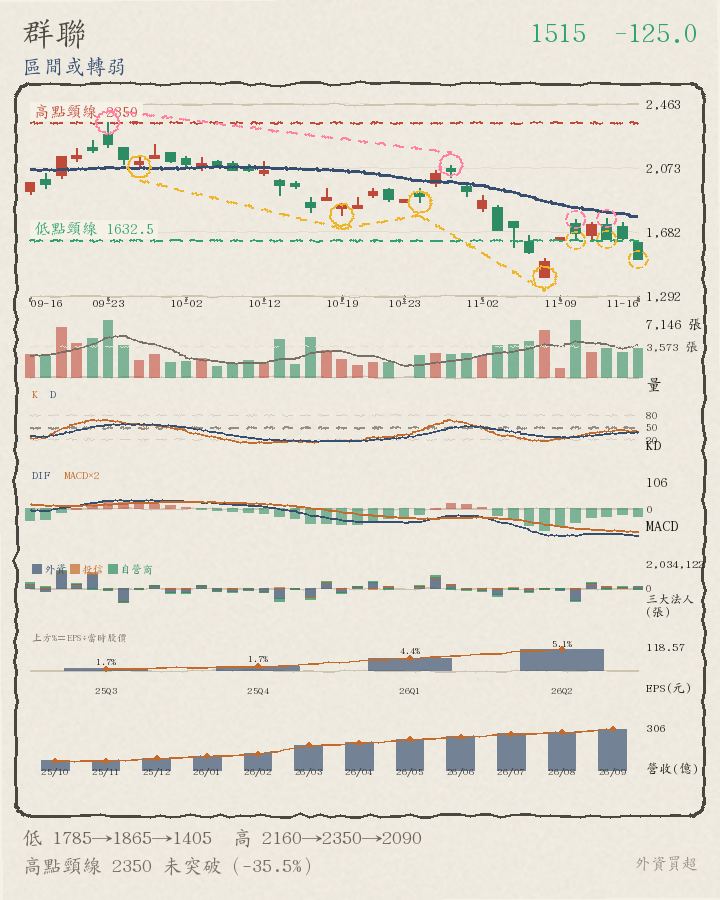 群聯 1515 -125.0
區間或轉弱
2,463
高點頸線 2350
2,073
低點頸線 1632.5
1,682
1,292
09-16 09-23 10-02 10-12 10-19 10-23 11-02 11-09 11-16
7,146 張
3,573 張
量
K D
80
50
20
KD
DIF MACD×2
106
0
MACD
外資 投信 自營商
2,034,122
0
三大法人
(張)
上方%=EPS÷當時股價
118.57
1.7% 1.7% 4.4% 5.1%
25Q3 25Q4 26Q1 26Q2
EPS(元)
306
25/10 25/11 25/12 26/01 26/02 26/03 26/04 26/05 26/06 26/07 26/08 26/09
營收(億)
低 1785→1865→1405 高 2160→2350→2090
高點頸線 2350 未突破 (-35.5%)
外資買超